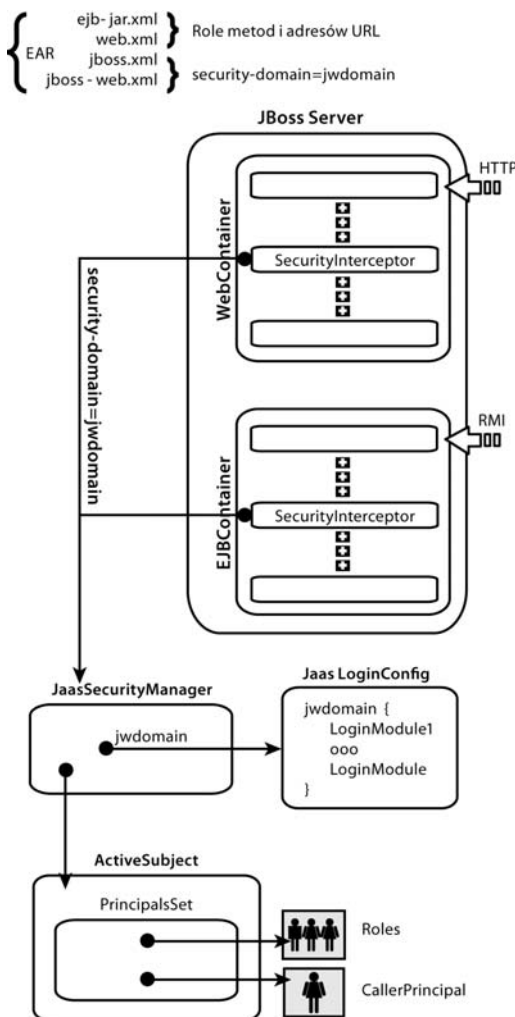 EAR
ejb- jar.xml
web.xml
Role metod i adresów URL
jboss.xml
jboss - web.xml
security-domain=jwdomain
JBoss Server
WebContainer
HTTP
SecurityInterceptor
security-domain=jwdomain
EJBContainer
RMI
SecurityInterceptor
JaasSecurityManager
jwdomain
Jaas LoginConfig
jwdomain {
LoginModule1
ooo
LoginModule
}
ActiveSubject
PrincipalsSet
Roles
CallerPrincipal